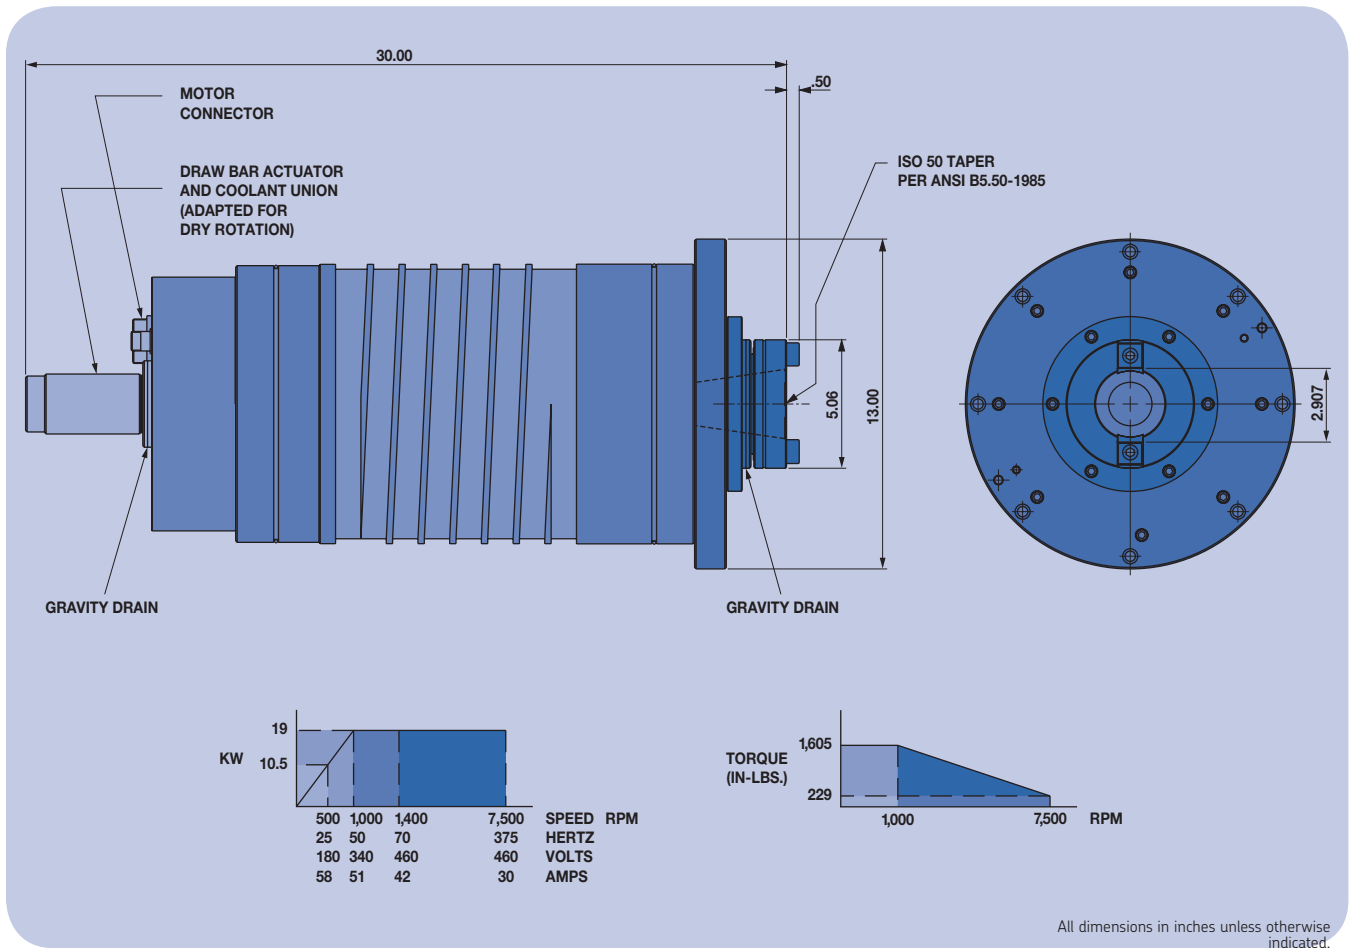 30.00
.50
MOTOR
CONNECTOR
DRAW BAR ACTUATOR
AND COOLANT UNION
(ADAPTED FOR
DRY ROTATION)
ISO 50 TAPER
PER ANSI B5.50-1985
5.06
13.00
2.907
GRAVITY DRAIN
GRAVITY DRAIN
19
KW
10.5
500 1,000 1,400 7,500 SPEED RPM
25 50 70 375 HERTZ
180 340 460 460 VOLTS
58 51 42 30 AMPS
1,605
TORQUE
(IN-LBS.)
229
1,000 7,500 RPM
All dimensions in inches unless otherwise
indicated.